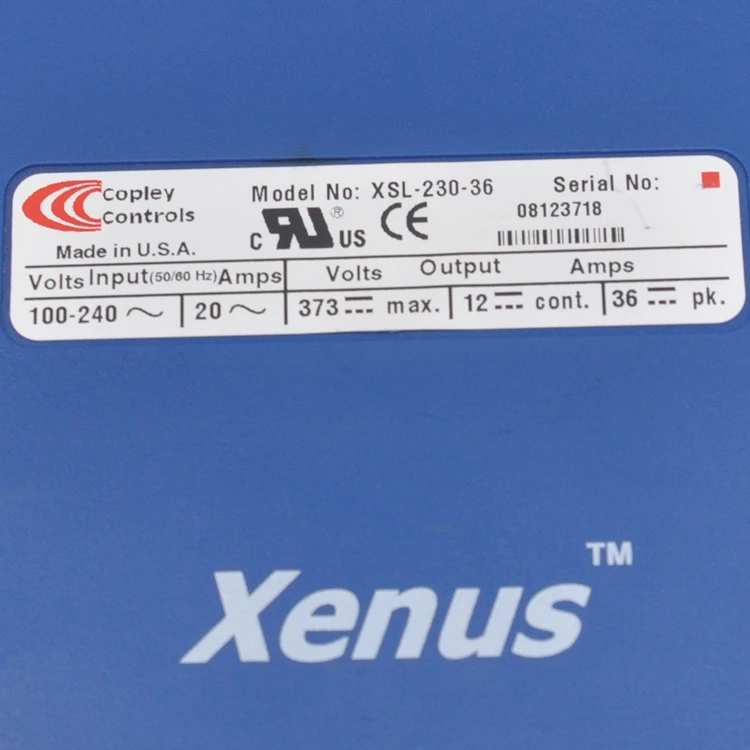 Copley Controls
Model No: XSL-230-36
Serial No:
08123718
C RU® US CE
Made in U.S.A.
Volts Input (50/60 Hz) Amps
Volts Output Amps
100-240 ~ 20 ~ 373 ⎓ max. 12 ⎓ cont. 36 ⎓ pk.
Xenus™